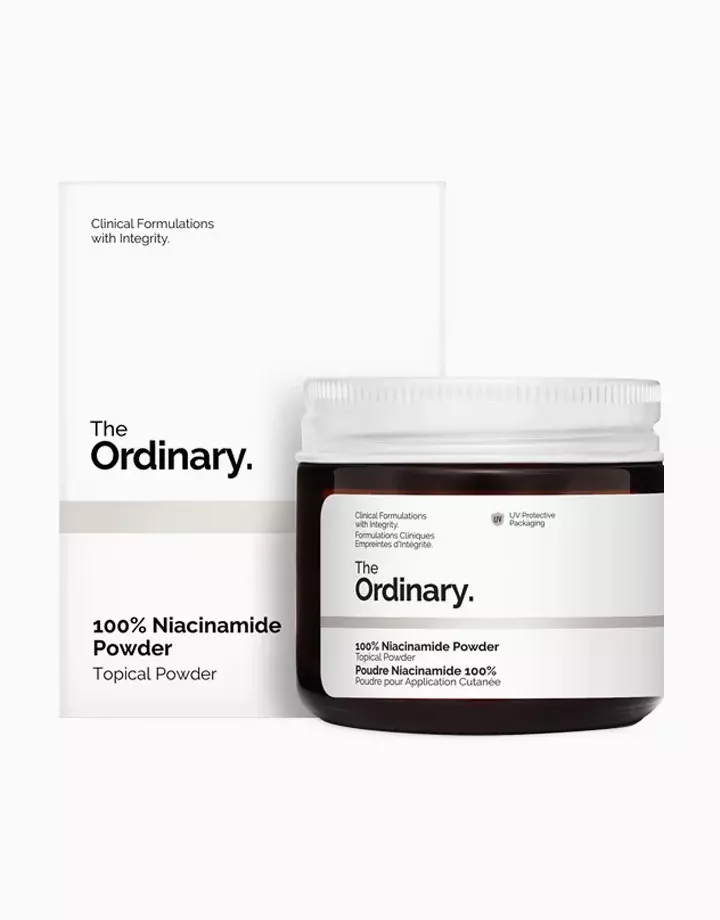 Clinical Formulations
with Integrity.
The
Ordinary.
100% Niacinamide
Powder
Topical Powder
Clinical Formulations
with Integrity.
Formulations Cliniques
Empreintes d'Intégrité.
UV
UV Protective
Packaging
The
Ordinary.
100% Niacinamide Powder
Topical Powder
Poudre Niacinamide 100%
Poudre pour Application Cutanée